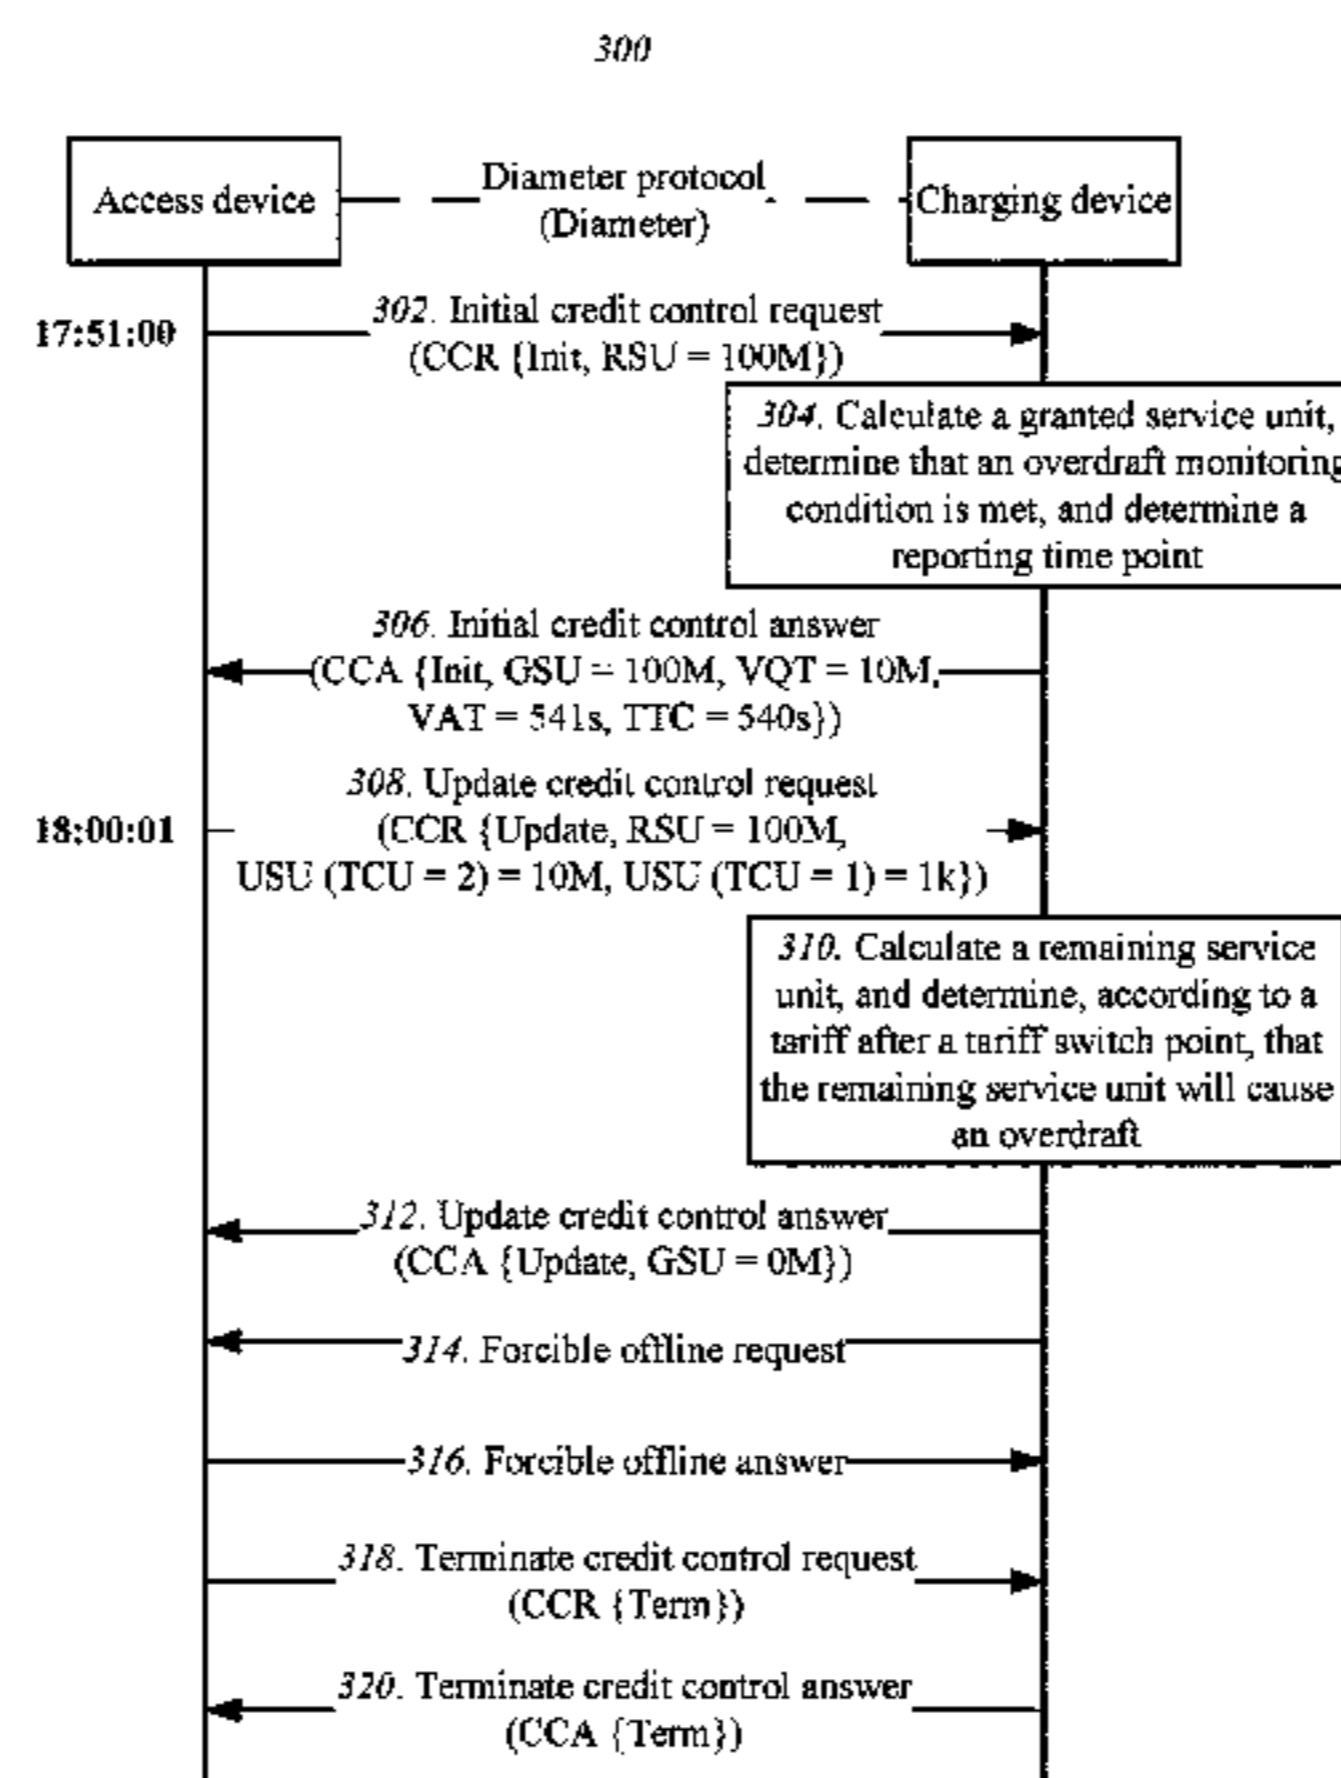 300
Access device
Diameter protocol
(Diameter)
Charging device
17:51:00
302. Initial credit control request
(CCR {Init, RSU = 100M})
304. Calculate a granted service unit,
determine that an overdraft monitoring
condition is met, and determine a
reporting time point
306. Initial credit control answer
(CCA {Init, GSU = 100M, VQT = 10M,
VAT = 541s, TTC = 540s})
308. Update credit control request
18:00:01
(CCR {Update, RSU = 100M,
USU (TCU = 2) = 10M, USU (TCU = 1) = 1k})
310. Calculate a remaining service
unit, and determine, according to a
tariff after a tariff switch point, that
the remaining service unit will cause
an overdraft
312. Update credit control answer
(CCA {Update, GSU = 0M})
314. Forcible offline request
316. Forcible offline answer
318. Terminate credit control request
(CCR {Term})
320. Terminate credit control answer
(CCA {Term})